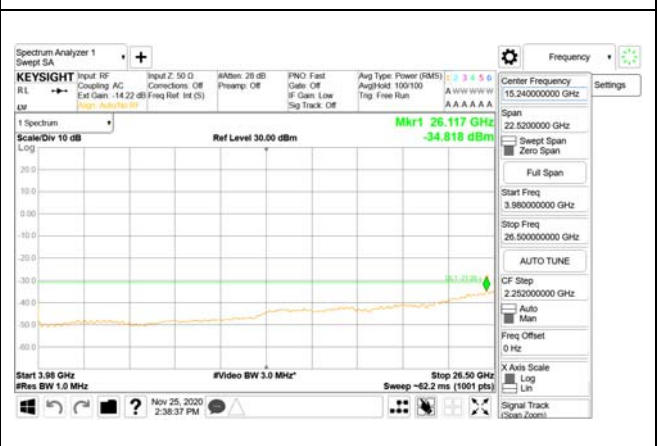 Spectrum Analyzer 1
Swept SA
+
Frequency
KEYSIGHT
RL
Input: RF
Coupling: AC
Ext Gain: -14.22 dB
Align: Auto/No RF
Input Z: 50 Ω
Corrections: Off
Freq Ref: Int (S)
#Atten: 28 dB
Preamp: Off
PNO: Fast
Gate: Off
IF Gain: Low
Sig Track: Off
Avg Type: Power (RMS)
Avg|Hold: 100/100
Trig: Free Run
1 2 3 4 5 6
A W W W W W
A A A A A A
1 Spectrum
Scale/Div 10 dB
Ref Level 30.00 dBm
Mkr1 26.117 GHz
-34.818 dBm
Log
20.0
10.0
0.00
-10.0
-20.0
-30.0
-40.0
-50.0
-60.0
Start 3.98 GHz
#Res BW 1.0 MHz
#Video BW 3.0 MHz*
Stop 26.50 GHz
Sweep ~62.2 ms (1001 pts)
Nov 25, 2020
2:38:37 PM
Center Frequency
15.240000000 GHz
Settings
Span
22.5200000 GHz
Swept Span
Zero Span
Full Span
Start Freq
3.980000000 GHz
Stop Freq
26.500000000 GHz
AUTO TUNE
CF Step
2.252000000 GHz
Auto
Man
Freq Offset
0 Hz
X Axis Scale
Log
Lin
Signal Track
(Span Zoom)